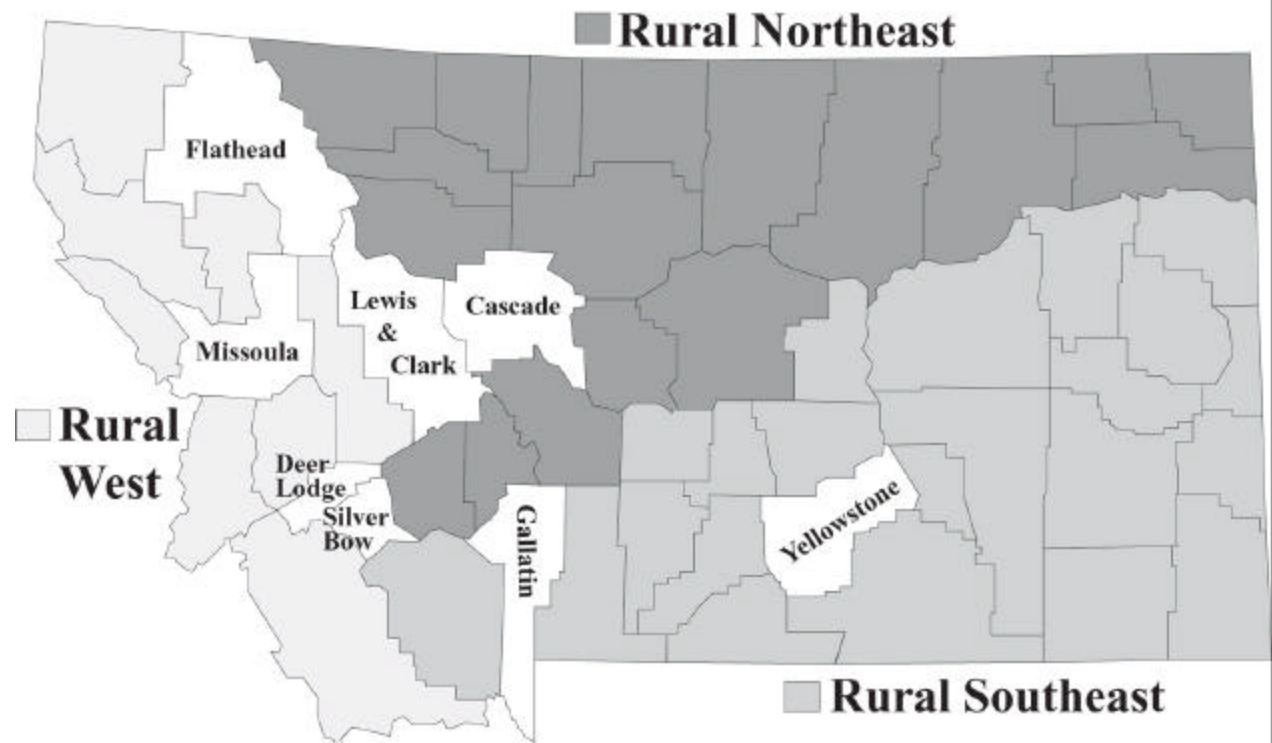 Rural Northeast
Flathead
Lewis
&
Clark
Cascade
Missoula
Rural
West
Deer
Lodge
Silver
Bow
Gallatin
Yellowstone
Rural Southeast